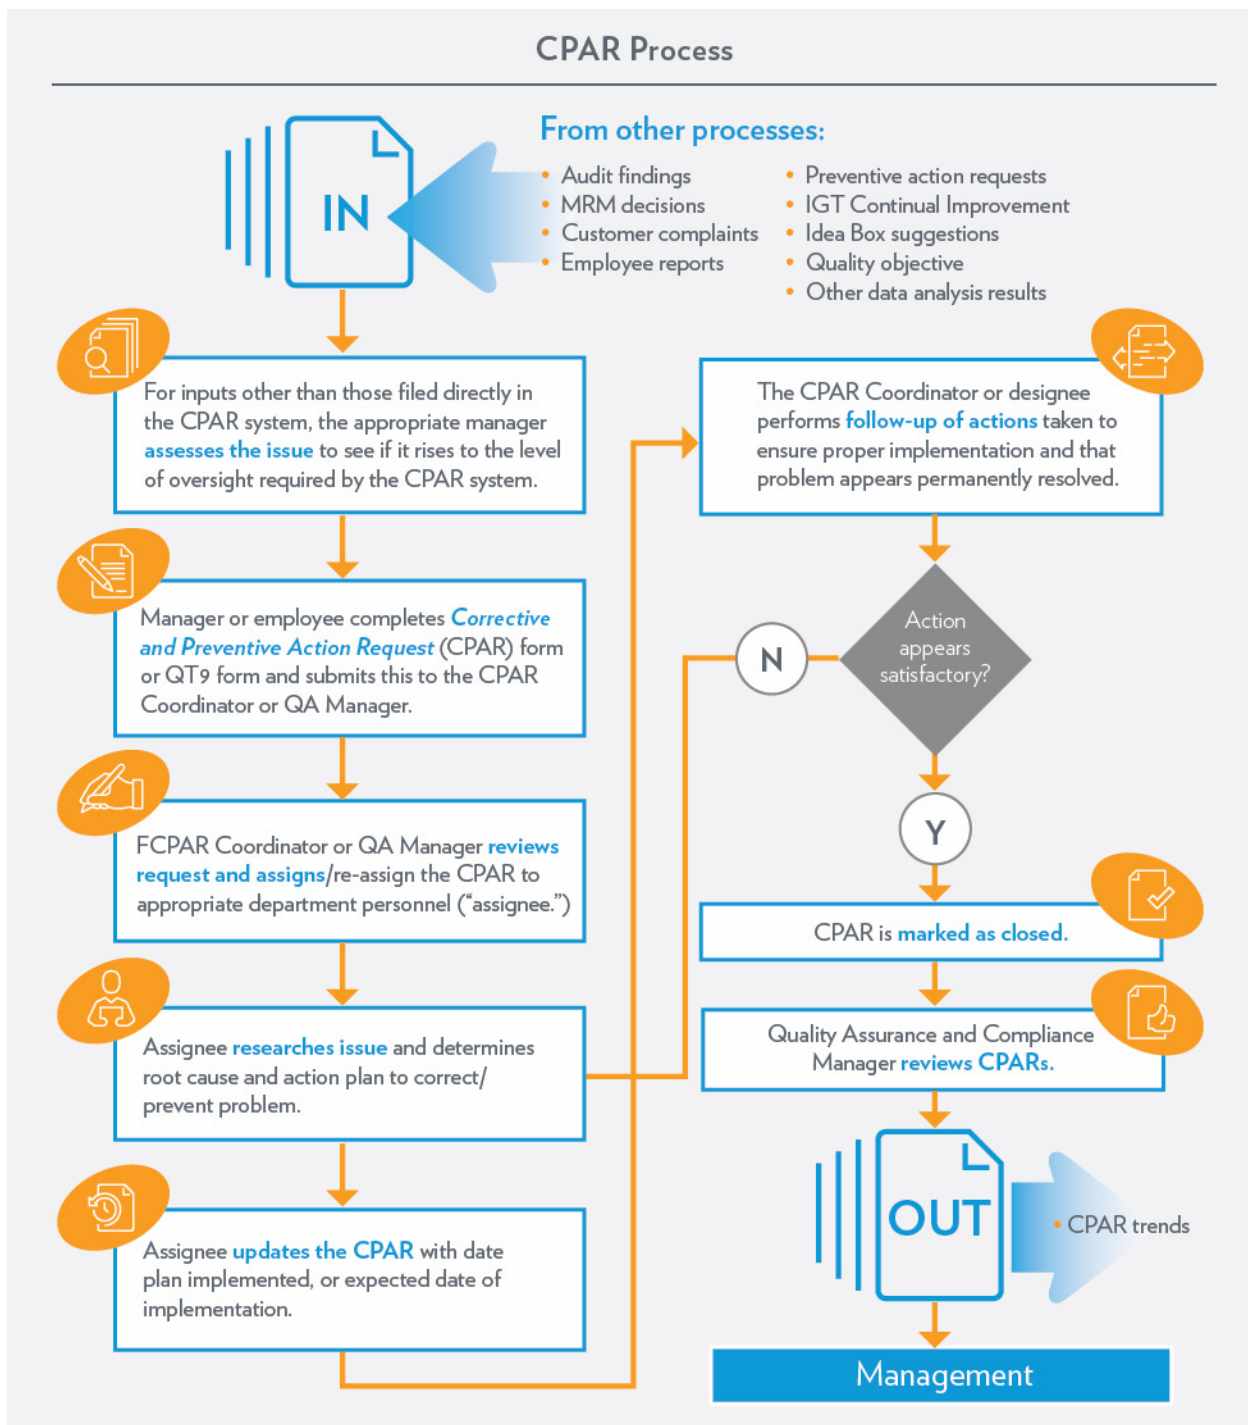 CPAR Process
IN
From other processes:
• Audit findings
• MRM decisions
• Customer complaints
• Employee reports
• Preventive action requests
• IGT Continual Improvement
• Idea Box suggestions
• Quality objective
• Other data analysis results
For inputs other than those filed directly in
the CPAR system, the appropriate manager
assesses the issue to see if it rises to the level
of oversight required by the CPAR system.
Manager or employee completes Corrective
and Preventive Action Request (CPAR) form
or QT9 form and submits this to the CPAR
Coordinator or QA Manager.
FCPAR Coordinator or QA Manager reviews
request and assigns/re-assign the CPAR to
appropriate department personnel (“assignee.”)
Assignee researches issue and determines
root cause and action plan to correct/
prevent problem.
Assignee updates the CPAR with date
plan implemented, or expected date of
implementation.
The CPAR Coordinator or designee
performs follow-up of actions taken to
ensure proper implementation and that
problem appears permanently resolved.
Action
appears
satisfactory?
N
Y
CPAR is marked as closed.
Quality Assurance and Compliance
Manager reviews CPARs.
OUT
• CPAR trends
Management